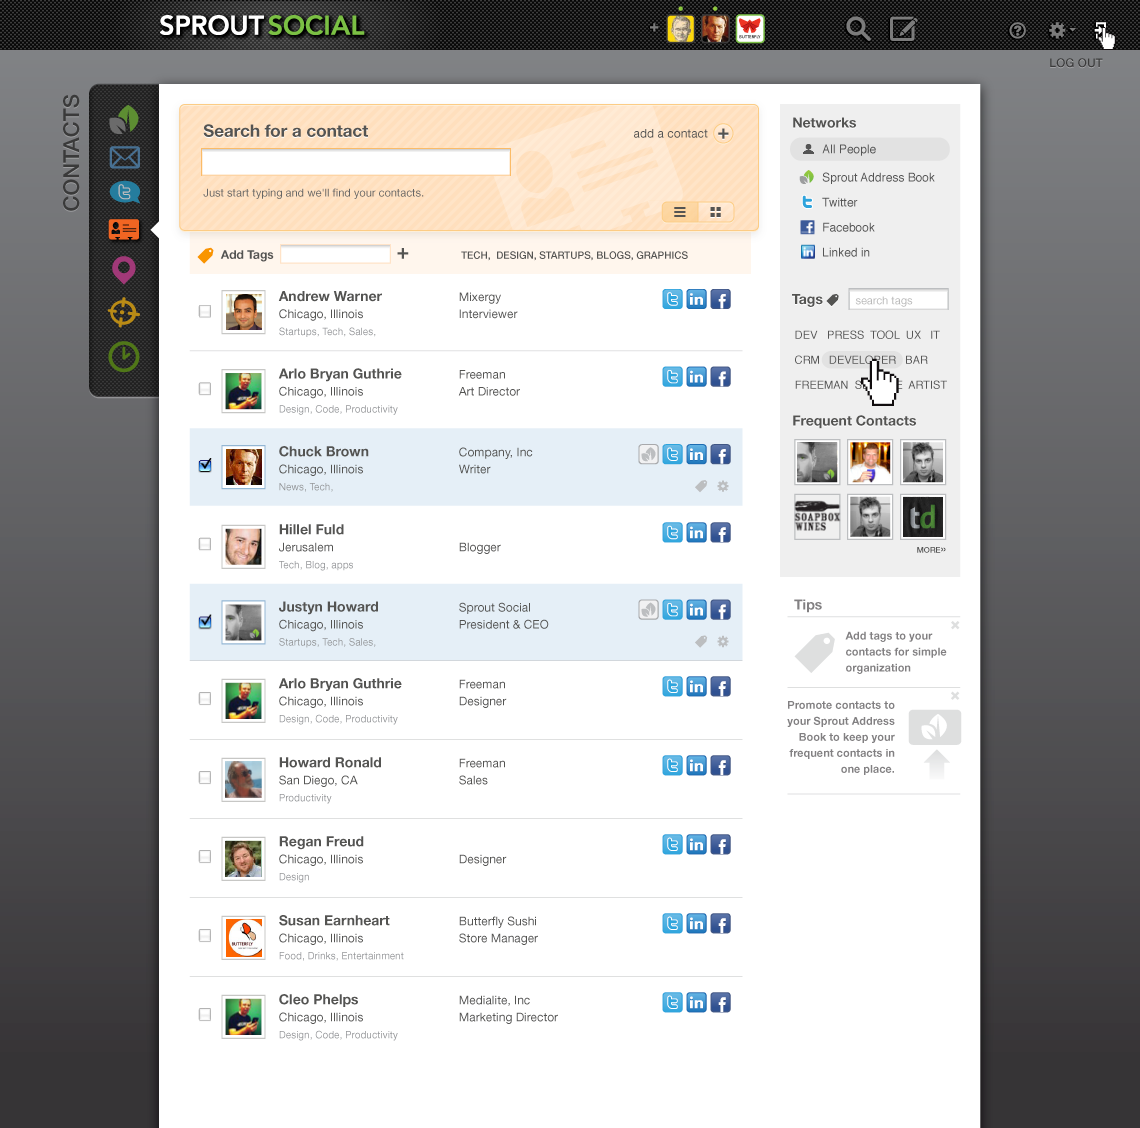 SPROUTSOCIAL
LOG OUT
CONTACTS
Search for a contact
add a contact +
Just start typing and we'll find your contacts.
Add Tags
TECH, DESIGN, STARTUPS, BLOGS, GRAPHICS
Andrew Warner
Chicago, Illinois
Startups, Tech, Sales,
Mixergy
Interviewer
Arlo Bryan Guthrie
Chicago, Illinois
Design, Code, Productivity
Freeman
Art Director
Chuck Brown
Chicago, Illinois
News, Tech,
Company, Inc
Writer
Hillel Fuld
Jerusalem
Tech, Blog, apps
Blogger
Justyn Howard
Chicago, Illinois
Startups, Tech, Sales,
Sprout Social
President & CEO
Arlo Bryan Guthrie
Chicago, Illinois
Design, Code, Productivity
Freeman
Designer
Howard Ronald
San Diego, CA
Productivity
Freeman
Sales
Regan Freud
Chicago, Illinois
Design
Designer
BUTTERFLY
Susan Earnheart
Chicago, Illinois
Food, Drinks, Entertainment
Butterfly Sushi
Store Manager
Cleo Phelps
Chicago, Illinois
Design, Code, Productivity
Medialite, Inc
Marketing Director
Networks
All People
Sprout Address Book
Twitter
Facebook
Linked in
Tags
search tags
DEV PRESS TOOL UX IT
CRM DEVELOPER BAR
FREEMAN ARTIST
Frequent Contacts
SOAPBOX
WINES
td
MORE»
Tips
Add tags to your
contacts for simple
organization
Promote contacts to
your Sprout Address
Book to keep your
frequent contacts in
one place.